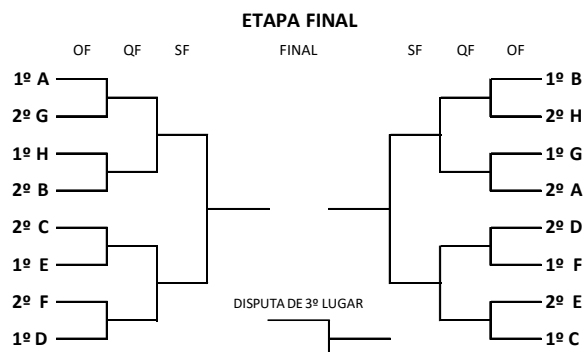 ETAPA FINAL
OF QF SF FINAL SF QF OF
1º A 1º B
2º G 2º H
1º H 1º G
2º B 2º A
2º C 2º D
1º E 1º F
2º F DISPUTA DE 3º LUGAR 2º E
1º D 1º C